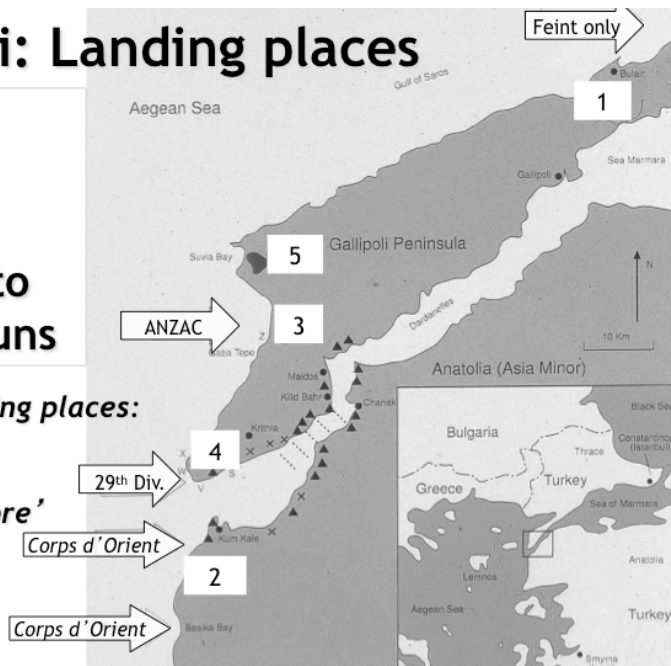 i: Landing places
Feint only
Bulair
Gulf of Saros
1
Aegean Sea
Sea Marmara
Gallipoli
to
uns
Suvla Bay
5
Gallipoli Peninsula
N
ANZAC
3
Z
Dardanelles
10 Km
Gaba Tepe
Anatolia (Asia Minor)
Maidos
Kilid Bahr
Chanak
ng places:
Krithia
4
X
W
V
S
29th Div.
ore’
Corps d’Orient
Kum Kale
2
Corps d’Orient
Besika Bay
Black Sea
Bulgaria
Constantino
(Istanbul)
Thrace
Turkey
Greece
Sea of Marmara
Anatolia
Lemnos
Aegean Sea
Turkey
Smyrna